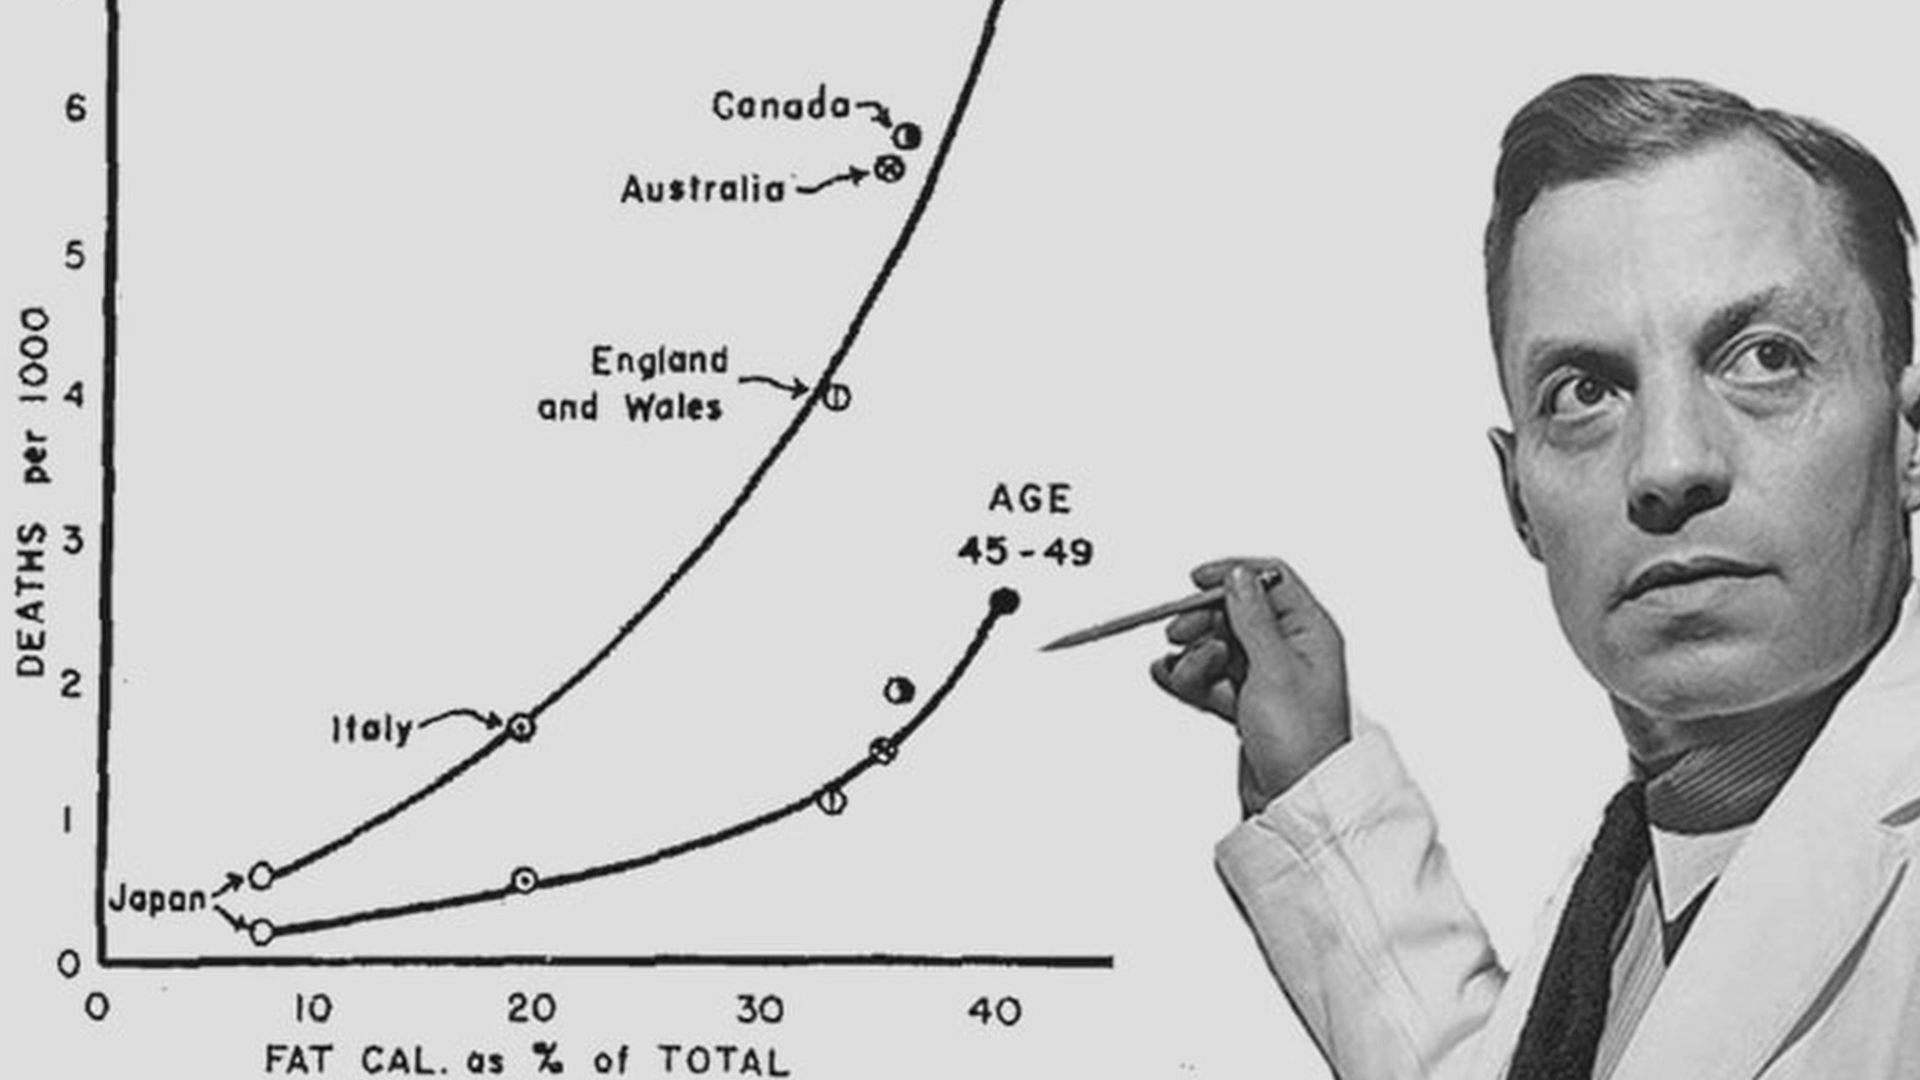 6
5
4
3
2
1
0
DEATHS per 1000
Canada
Australia
England
and Wales
AGE
45-49
Italy
Japan
0 10 20 30 40
FAT CAL. as % of TOTAL